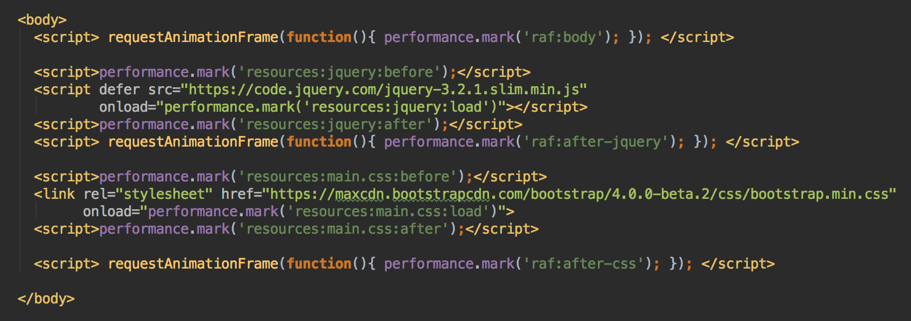 <body>
<script> requestAnimationFrame(function(){ performance.mark('raf:body'); }); </script>
<script>performance.mark('resources:jquery:before');</script>
<script defer src="https://code.jquery.com/jquery-3.2.1.slim.min.js"
onload="performance.mark('resources:jquery:load')"></script>
<script>performance.mark('resources:jquery:after');</script>
<script> requestAnimationFrame(function(){ performance.mark('raf:after-jquery'); }); </script>
<script>performance.mark('resources:main.css:before');</script>
<link rel="stylesheet" href="https://maxcdn.bootstrapcdn.com/bootstrap/4.0.0-beta.2/css/bootstrap.min.css"
onload="performance.mark('resources:main.css:load')">
<script>performance.mark('resources:main.css:after');</script>
<script> requestAnimationFrame(function(){ performance.mark('raf:after-css'); }); </script>
</body>